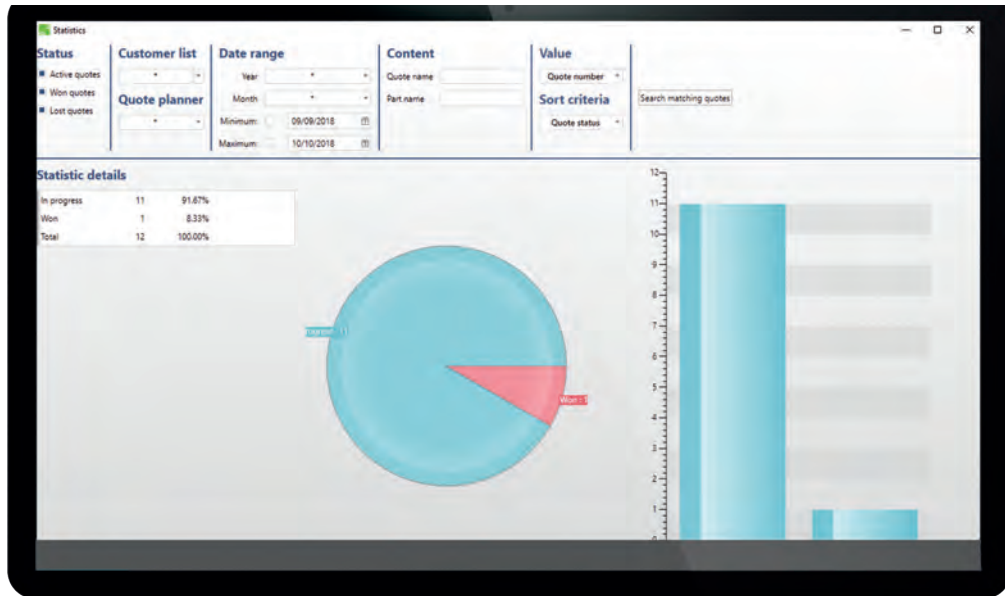 Statistics
Status
Active quotes
Won quotes
Lost quotes
Customer list
*
Quote planner
*
Date range
Year *
Month *
Minimum: 09/09/2018
Maximum: 10/10/2018
Content
Quote name
Part name
Value
Quote number
Sort criteria
Quote status
Search matching quotes
Statistic details
In progress 11 91.67%
Won 1 8.33%
Total 12 100.00%
Won : 1
12
11
10
9
8
7
6
5
4
3
2
1